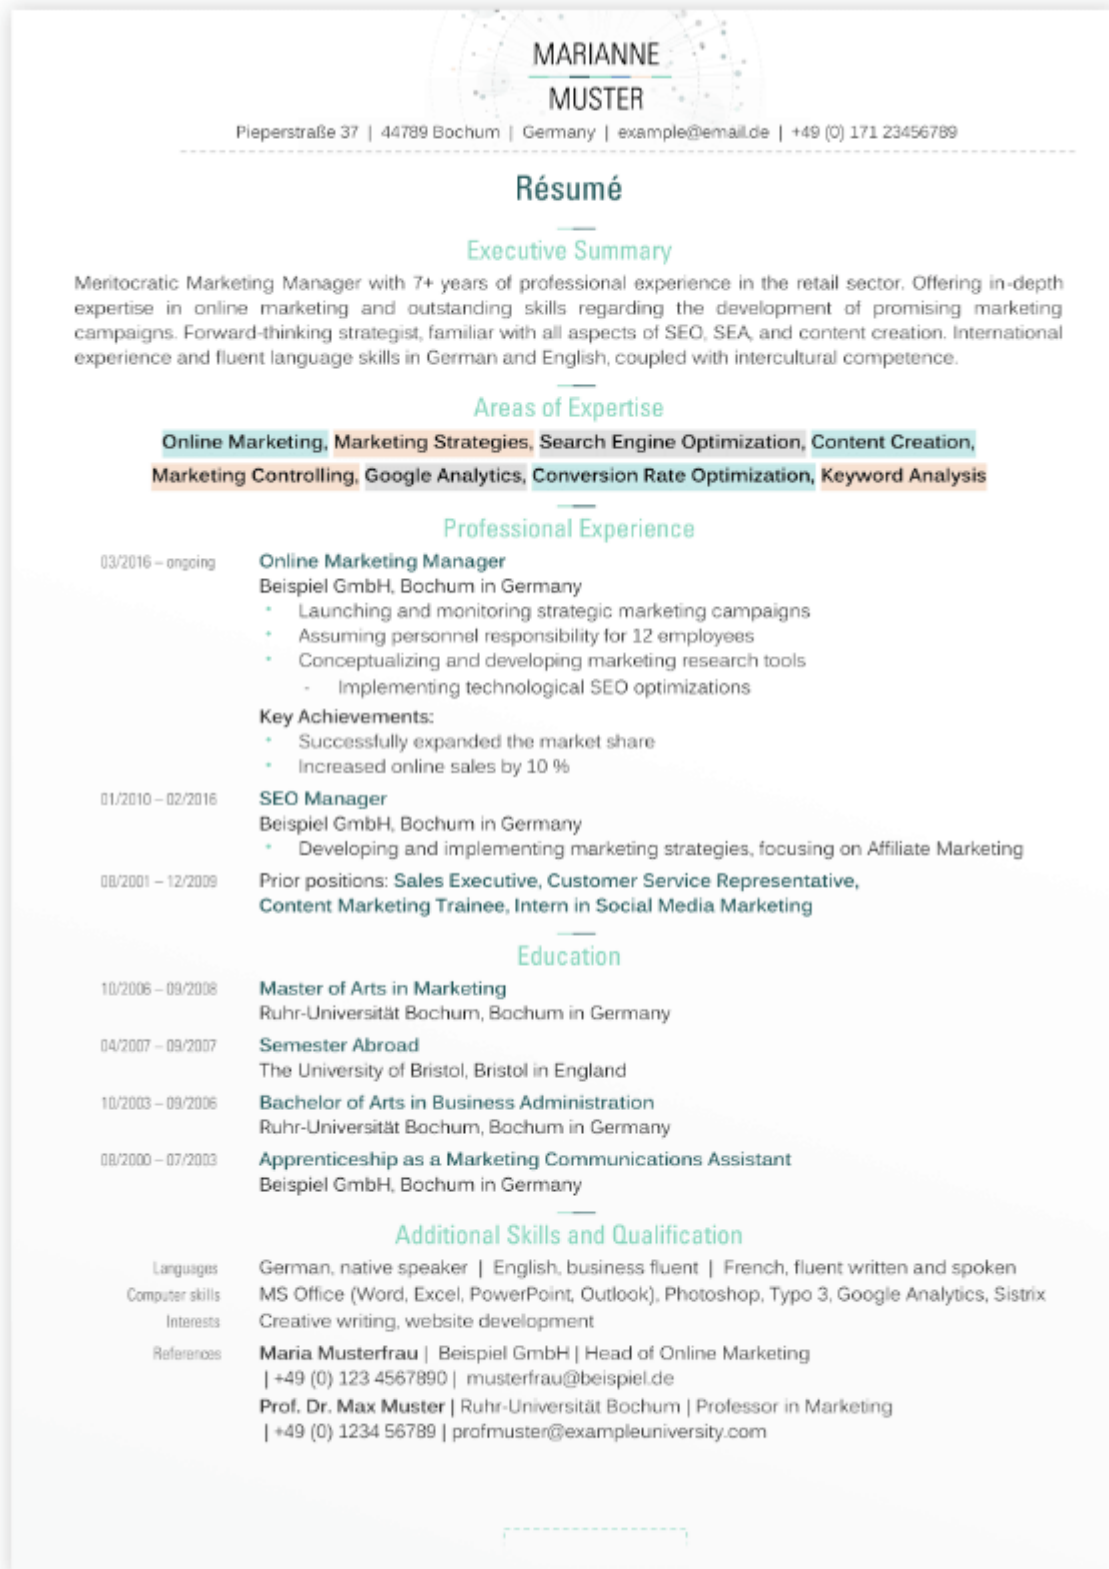 MARIANNE
MUSTER
Pieperstraße 37 | 44789 Bochum | Germany | example@email.de | +49 (0) 171 23456789
Résumé
Executive Summary
Meritocratic Marketing Manager with 7+ years of professional experience in the retail sector. Offering in-depth
expertise in online marketing and outstanding skills regarding the development of promising marketing
campaigns. Forward-thinking strategist, familiar with all aspects of SEO, SEA, and content creation. International
experience and fluent language skills in German and English, coupled with intercultural competence.
Areas of Expertise
Online Marketing, Marketing Strategies, Search Engine Optimization, Content Creation,
Marketing Controlling, Google Analytics, Conversion Rate Optimization, Keyword Analysis
Professional Experience
03/2016 – ongoing Online Marketing Manager
Beispiel GmbH, Bochum in Germany
• Launching and monitoring strategic marketing campaigns
• Assuming personnel responsibility for 12 employees
• Conceptualizing and developing marketing research tools
- Implementing technological SEO optimizations
Key Achievements:
• Successfully expanded the market share
• Increased online sales by 10 %
01/2010 – 02/2016 SEO Manager
Beispiel GmbH, Bochum in Germany
• Developing and implementing marketing strategies, focusing on Affiliate Marketing
08/2001 – 12/2009 Prior positions: Sales Executive, Customer Service Representative,
Content Marketing Trainee, Intern in Social Media Marketing
Education
10/2006 – 09/2008 Master of Arts in Marketing
Ruhr-Universität Bochum, Bochum in Germany
04/2007 – 09/2007 Semester Abroad
The University of Bristol, Bristol in England
10/2003 – 09/2006 Bachelor of Arts in Business Administration
Ruhr-Universität Bochum, Bochum in Germany
08/2000 – 07/2003 Apprenticeship as a Marketing Communications Assistant
Beispiel GmbH, Bochum in Germany
Additional Skills and Qualification
Languages German, native speaker | English, business fluent | French, fluent written and spoken
Computer skills MS Office (Word, Excel, PowerPoint, Outlook), Photoshop, Typo 3, Google Analytics, Sistrix
Interests Creative writing, website development
References Maria Musterfrau | Beispiel GmbH | Head of Online Marketing
| +49 (0) 123 4567890 | musterfrau@beispiel.de
Prof. Dr. Max Muster | Ruhr-Universität Bochum | Professor in Marketing
| +49 (0) 1234 56789 | profmuster@exampleuniversity.com